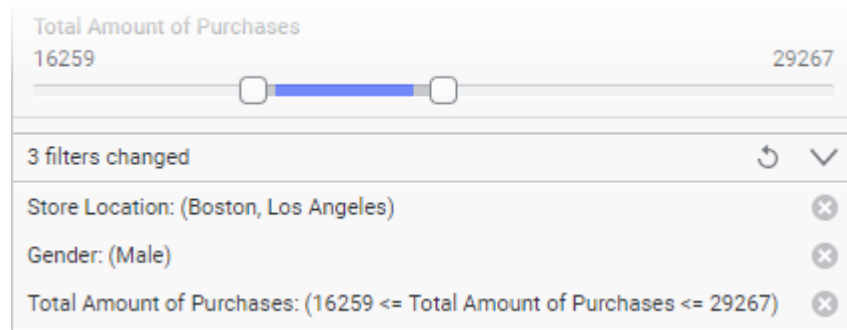 Total Amount of Purchases
16259 29267
3 filters changed
Store Location: (Boston, Los Angeles)
Gender: (Male)
Total Amount of Purchases: (16259 <= Total Amount of Purchases <= 29267)